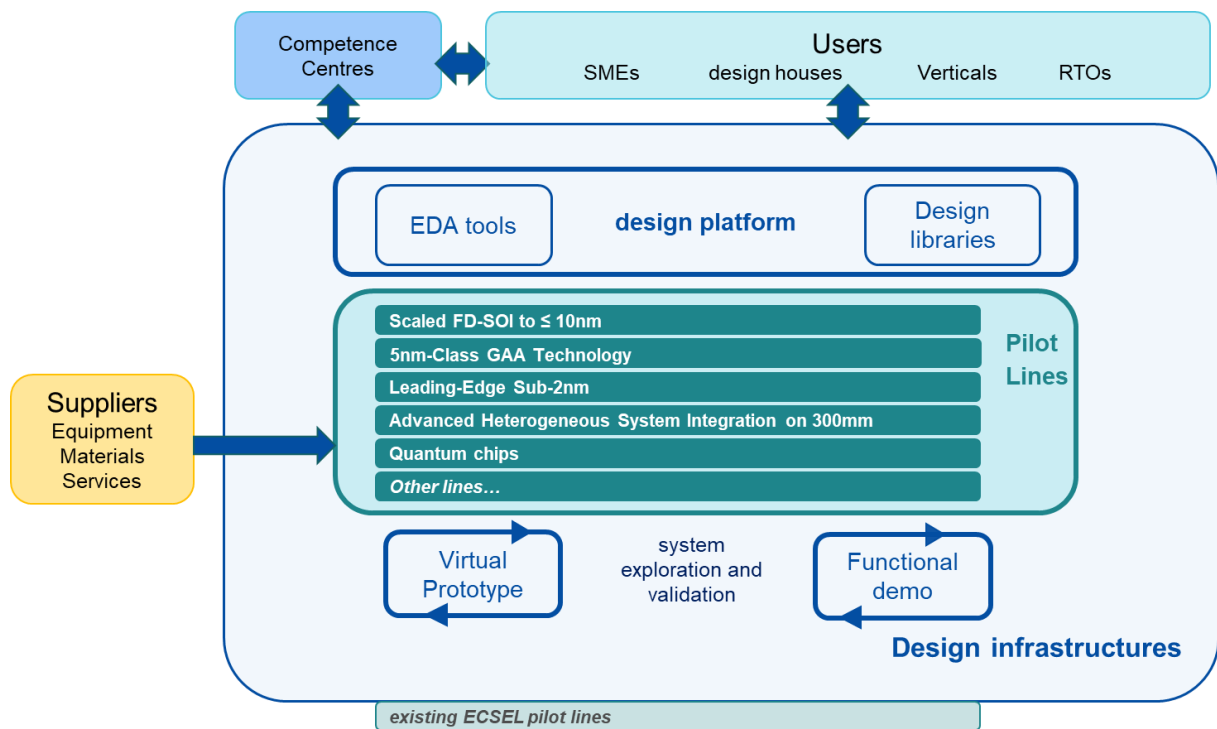 Competence
Centres
Users
SMEs design houses Verticals RTOs
EDA tools
design platform
Design
libraries
Scaled FD-SOI to ≤ 10nm
5nm-Class GAA Technology
Leading-Edge Sub-2nm
Advanced Heterogeneous System Integration on 300mm
Quantum chips
Other lines…
Pilot
Lines
Suppliers
Equipment
Materials
Services
Virtual
Prototype
system
exploration and
validation
Functional
demo
Design infrastructures
existing ECSEL pilot lines